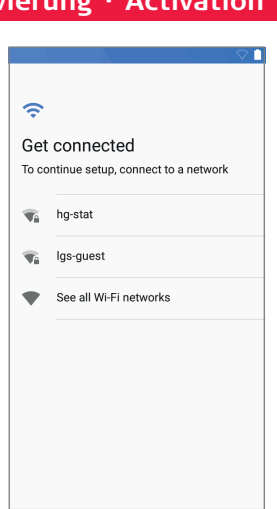 vierung · Activation
Get connected
To continue setup, connect to a network
hg-stat
lgs-guest
See all Wi-Fi networks